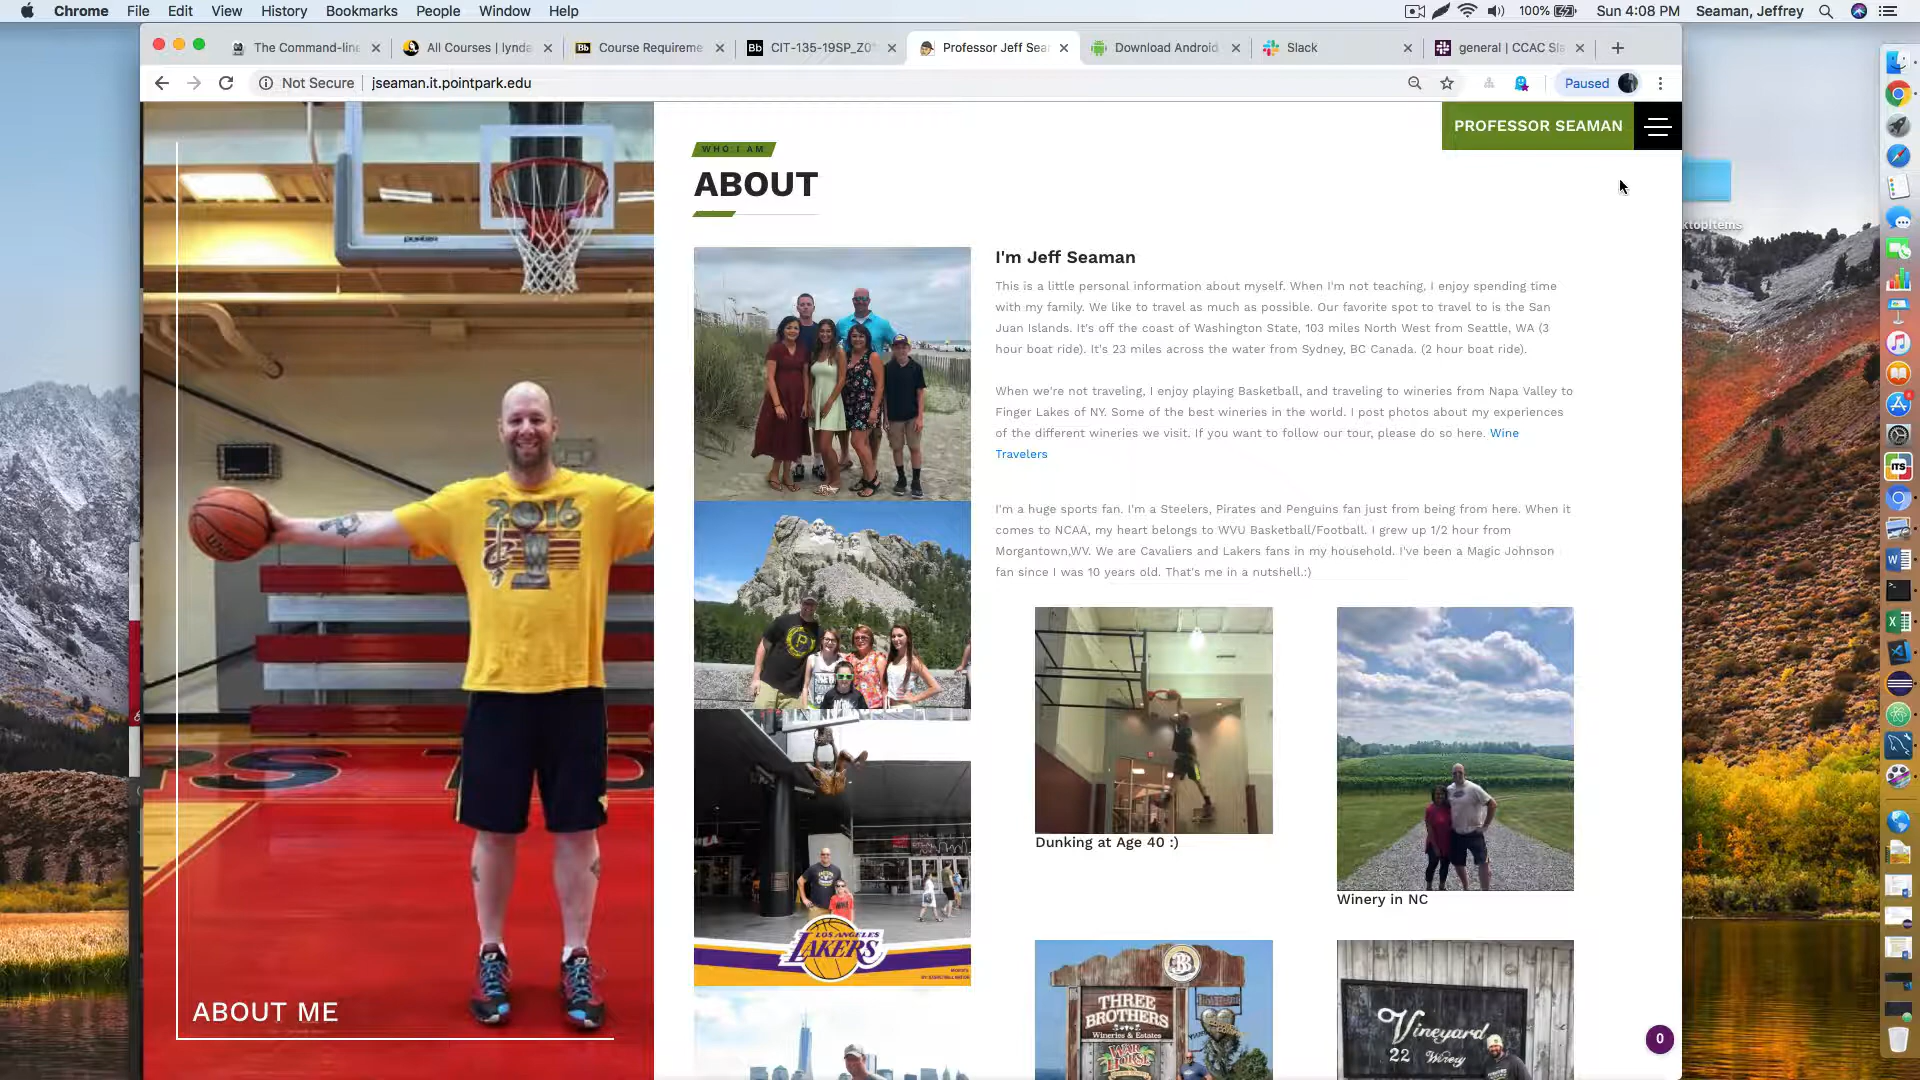 Chrome File Edit View History Bookmarks People Window Help
100% Sun 4:08 PM Seaman, Jeffrey
The Command-line
All Courses | lynda
Course Requireme
CIT-135-19SP_Z0
Professor Jeff Sea
Download Android
Slack
general | CCAC Sla
Not Secure jseaman.it.pointpark.edu
Paused
PROFESSOR SEAMAN
WHO I AM
ABOUT
I'm Jeff Seaman
This is a little personal information about myself. When I'm not teaching, I enjoy spending time
with my family. We like to travel as much as possible. Our favorite spot to travel to is the San
Juan Islands. It's off the coast of Washington State, 103 miles North West from Seattle, WA (3
hour boat ride). It's 23 miles across the water from Sydney, BC Canada. (2 hour boat ride).
When we're not traveling, I enjoy playing Basketball, and traveling to wineries from Napa Valley to
Finger Lakes of NY. Some of the best wineries in the world. I post photos about my experiences
of the different wineries we visit. If you want to follow our tour, please do so here. Wine
Travelers
I'm a huge sports fan. I'm a Steelers, Pirates and Penguins fan just from being from here. When it
comes to NCAA, my heart belongs to WVU Basketball/Football. I grew up 1/2 hour from
Morgantown,WV. We are Cavaliers and Lakers fans in my household. I've been a Magic Johnson
fan since I was 10 years old. That's me in a nutshell.:)
Dunking at Age 40 :)
Winery in NC
2016
LOS ANGELES
LAKERS
THREE
BROTHERS
Wineries & Estates
WAR
HORSE
Vineyard
22 Winery
ABOUT ME
ktopItems
0